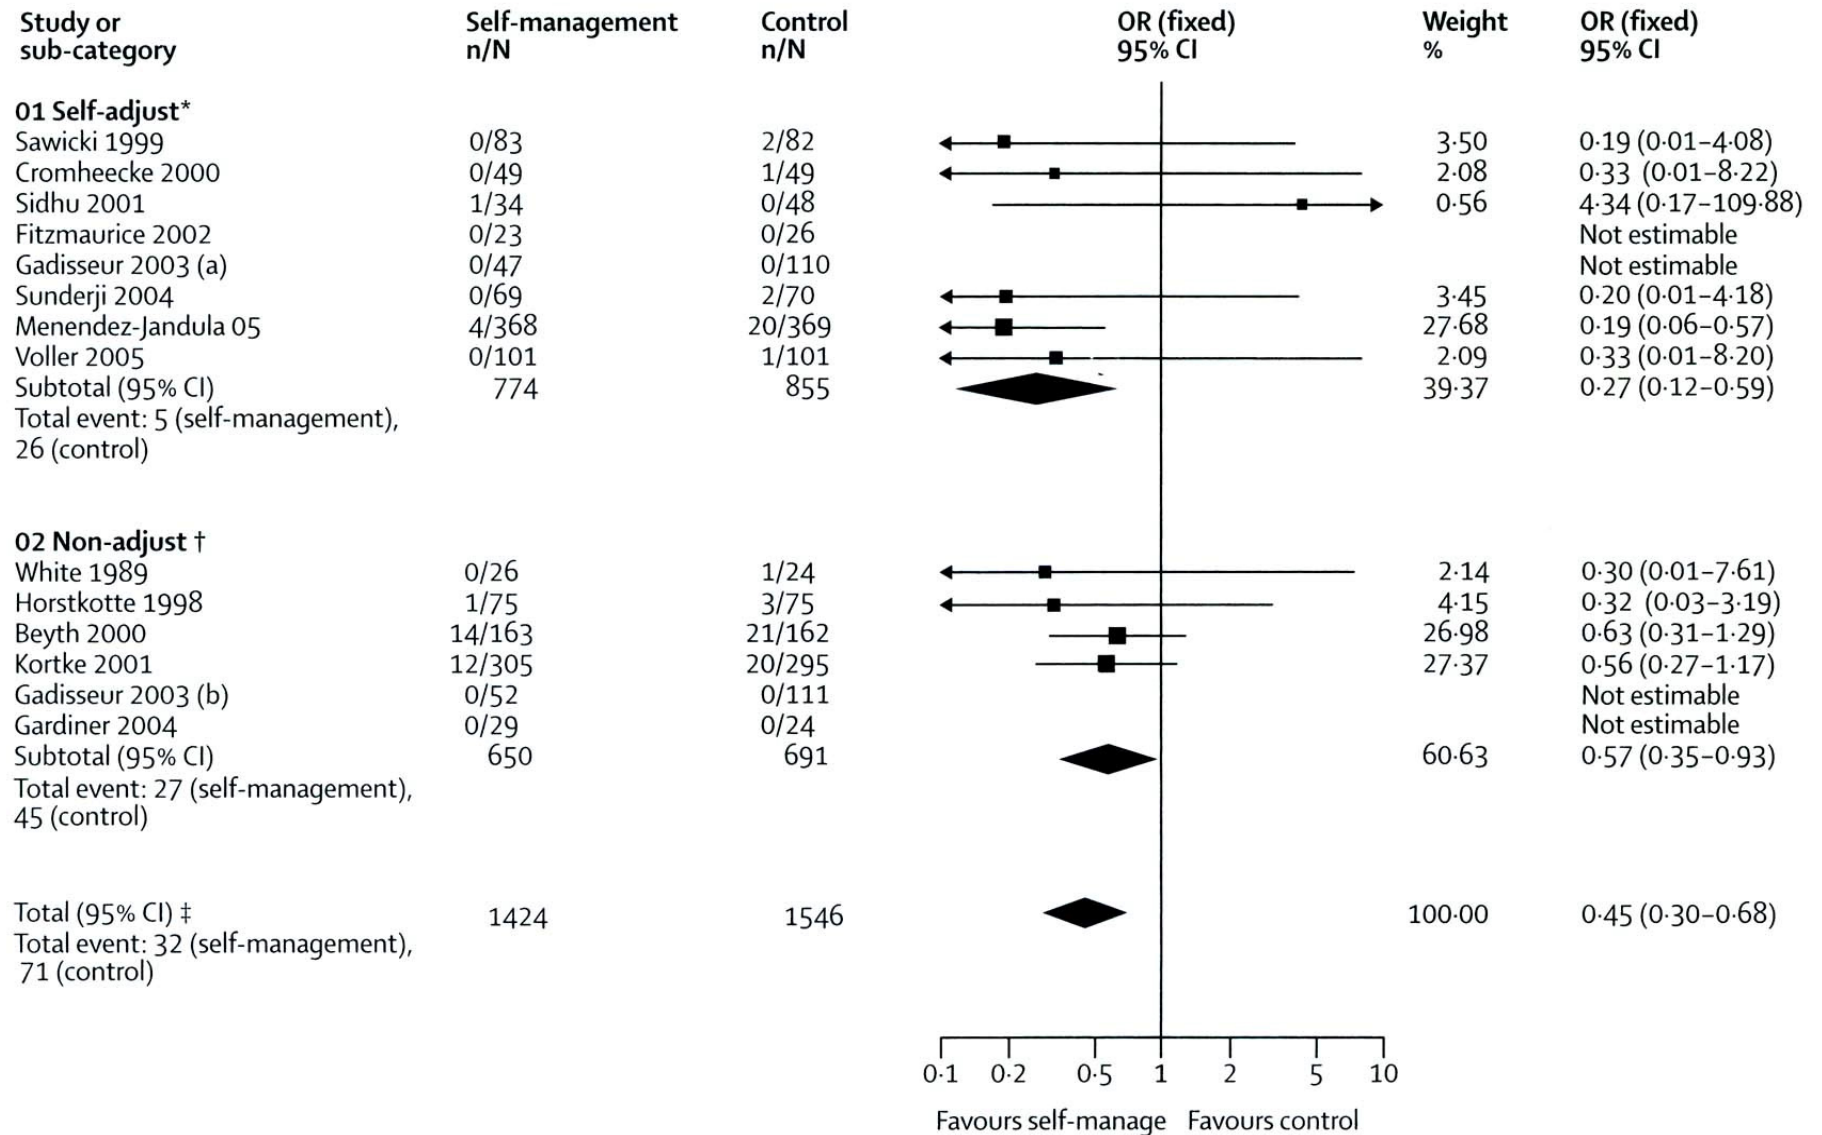 Study or Self-management Control OR (fixed) Weight OR (fixed)
sub-category n/N n/N 95% CI % 95% CI
01 Self-adjust*
Sawicki 1999 0/83 2/82 3·50 0·19 (0·01–4·08)
Cromheecke 2000 0/49 1/49 2·08 0·33 (0·01–8·22)
Sidhu 2001 1/34 0/48 0·56 4·34 (0·17–109·88)
Fitzmaurice 2002 0/23 0/26 Not estimable
Gadisseur 2003 (a) 0/47 0/110 Not estimable
Sunderji 2004 0/69 2/70 3·45 0·20 (0·01–4·18)
Menendez-Jandula 05 4/368 20/369 27·68 0·19 (0·06–0·57)
Voller 2005 0/101 1/101 2·09 0·33 (0·01–8·20)
Subtotal (95% CI) 774 855 39·37 0·27 (0·12–0·59)
Total event: 5 (self-management),
26 (control)
02 Non-adjust †
White 1989 0/26 1/24 2·14 0·30 (0·01–7·61)
Horstkotte 1998 1/75 3/75 4·15 0·32 (0·03–3·19)
Beyth 2000 14/163 21/162 26·98 0·63 (0·31–1·29)
Kortke 2001 12/305 20/295 27·37 0·56 (0·27–1·17)
Gadisseur 2003 (b) 0/52 0/111 Not estimable
Gardiner 2004 0/29 0/24 Not estimable
Subtotal (95% CI) 650 691 60·63 0·57 (0·35–0·93)
Total event: 27 (self-management),
45 (control)
Total (95% CI) ‡ 1424 1546 100·00 0·45 (0·30–0·68)
Total event: 32 (self-management),
71 (control)
0·1 0·2 0·5 1 2 5 10
Favours self-manage Favours control